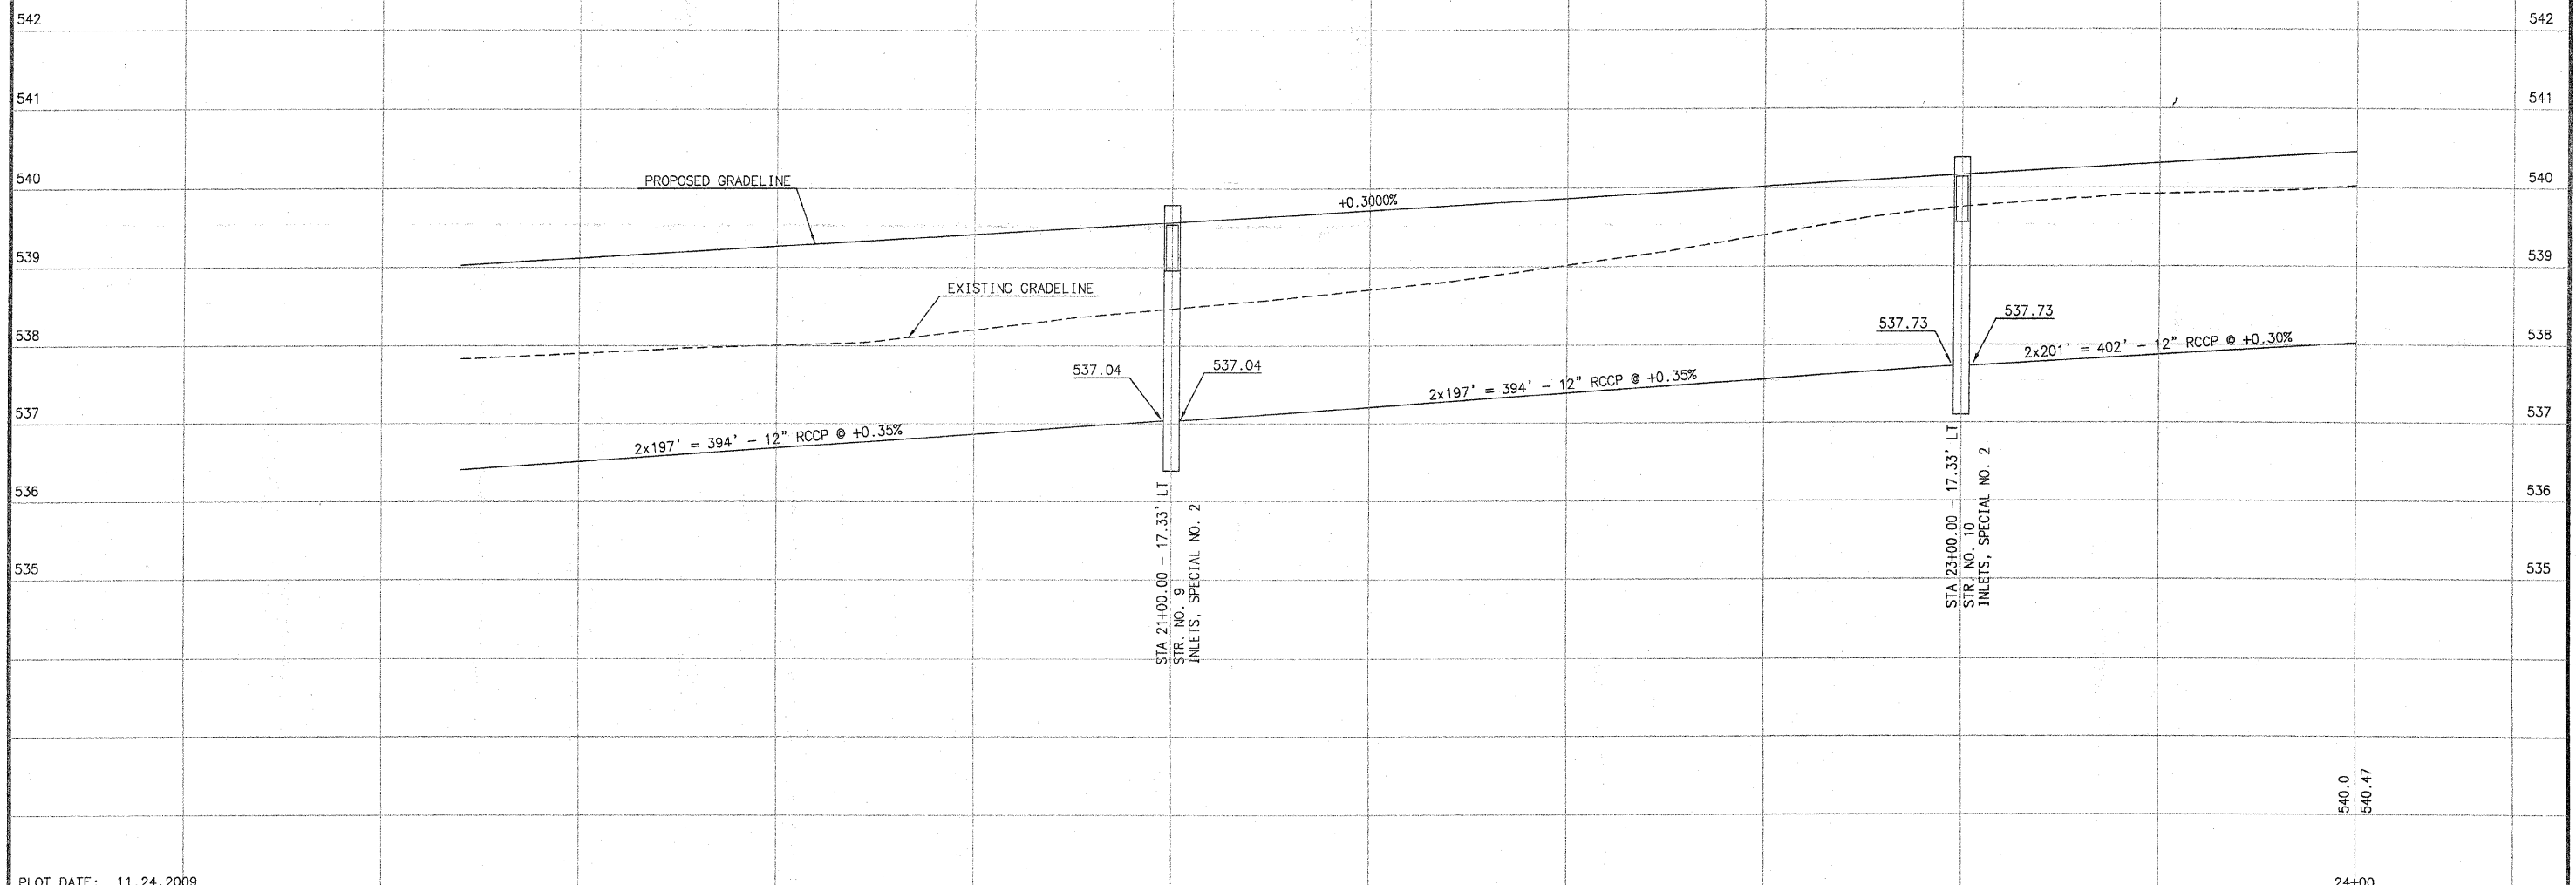 542
542
541
541
540
540
PROPOSED GRADELINE
+0.3000%
539
539
EXISTING GRADELINE
538
538
537.73
537.73
2x201' = 402' - 12" RCCP @ +0.30%
537.04
537.04
2x197' = 394' - 12" RCCP @ +0.35%
537
537
2x197' = 394' - 12" RCCP @ +0.35%
536
536
535
535
STA 21+00.00 - 17.33' LT
STR. NO. 9
INLETS, SPECIAL NO. 2
STA 23+00.00 - 17.33' LT
STR. NO. 10
INLETS, SPECIAL NO. 2
540.0
540.47
PLOT DATE: 11.24.2009
24+00